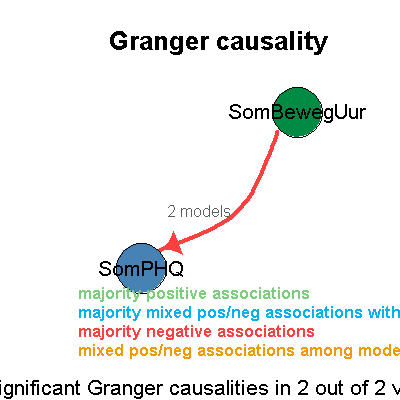 Granger causality
SomBewegUur
2 models
SomPHQ
majority positive associations
majority mixed pos/neg associations with
majority negative associations
mixed pos/neg associations among mode
ignificant Granger causalities in 2 out of 2 v